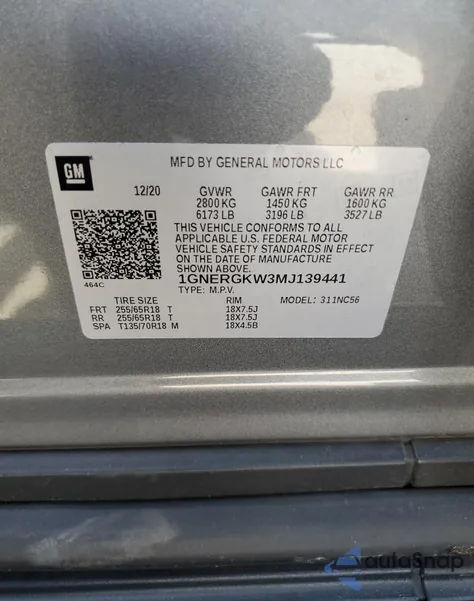 GM
MFD BY GENERAL MOTORS LLC
12/20 GVWR GAWR FRT GAWR RR
2800 KG 1450 KG 1600 KG
6173 LB 3196 LB 3527 LB
THIS VEHICLE CONFORMS TO ALL
APPLICABLE U.S. FEDERAL MOTOR
VEHICLE SAFETY STANDARDS IN EFFECT
ON THE DATE OF MANUFACTURE
SHOWN ABOVE.
464C
1GNERGKW3MJ139441
TYPE: M.P.V. MODEL: 311NC56
TIRE SIZE RIM
FRT 255/65R18 T 18X7.5J
RR 255/65R18 T 18X7.5J
SPA T135/70R18 M 18X4.5B
autoSnap